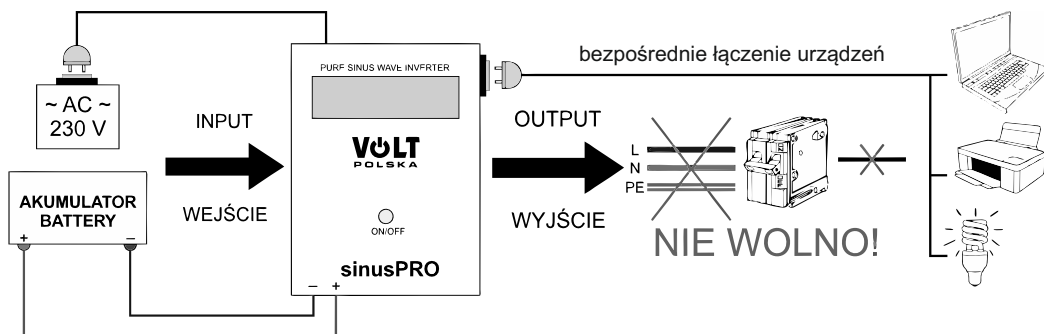 ~ AC ~
230 V
AKUMULATOR
BATTERY
+ −
INPUT
WEJŚCIE
PURE SINUS WAVE INVERTER
VOLT
POLSKA
ON/OFF
sinusPRO
− +
bezpośrednie łączenie urządzeń
OUTPUT
WYJŚCIE
L
N
PE
NIE WOLNO!